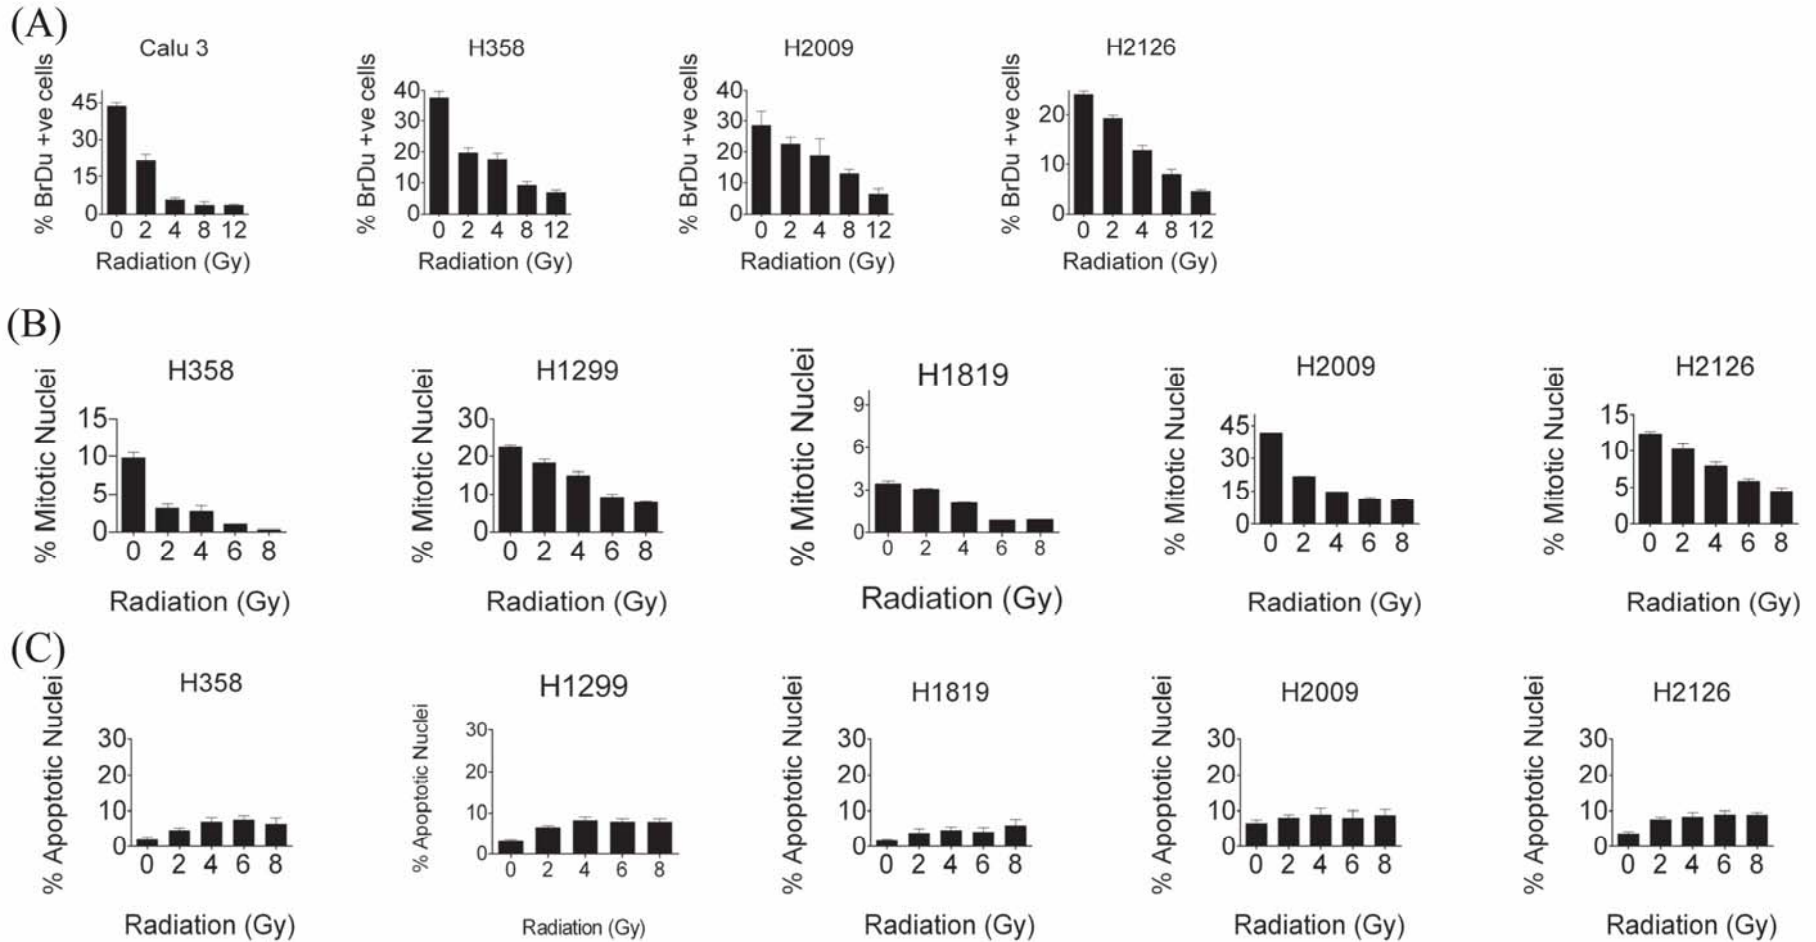 (A)
Calu 3
% BrDu +ve cells
45
30
15
0
0 2 4 8 12
Radiation (Gy)
H358
% BrDu +ve cells
40
30
20
10
0
0 2 4 8 12
Radiation (Gy)
H2009
% BrDu +ve cells
40
30
20
10
0
0 2 4 8 12
Radiation (Gy)
H2126
% BrDu +ve cells
20
10
0
0 2 4 8 12
Radiation (Gy)
(B)
H358
% Mitotic Nuclei
15
10
5
0
0 2 4 6 8
Radiation (Gy)
H1299
% Mitotic Nuclei
30
20
10
0
0 2 4 6 8
Radiation (Gy)
H1819
% Mitotic Nuclei
9
6
3
0
0 2 4 6 8
Radiation (Gy)
H2009
% Mitotic Nuclei
45
30
15
0
0 2 4 6 8
Radiation (Gy)
H2126
% Mitotic Nuclei
15
10
5
0
0 2 4 6 8
Radiation (Gy)
(C)
H358
% Apoptotic Nuclei
30
20
10
0
0 2 4 6 8
Radiation (Gy)
H1299
% Apoptotic Nuclei
30
20
10
0
0 2 4 6 8
Radiation (Gy)
H1819
% Apoptotic Nuclei
30
20
10
0
0 2 4 6 8
Radiation (Gy)
H2009
% Apoptotic Nuclei
30
20
10
0
0 2 4 6 8
Radiation (Gy)
H2126
% Apoptotic Nuclei
30
20
10
0
0 2 4 6 8
Radiation (Gy)